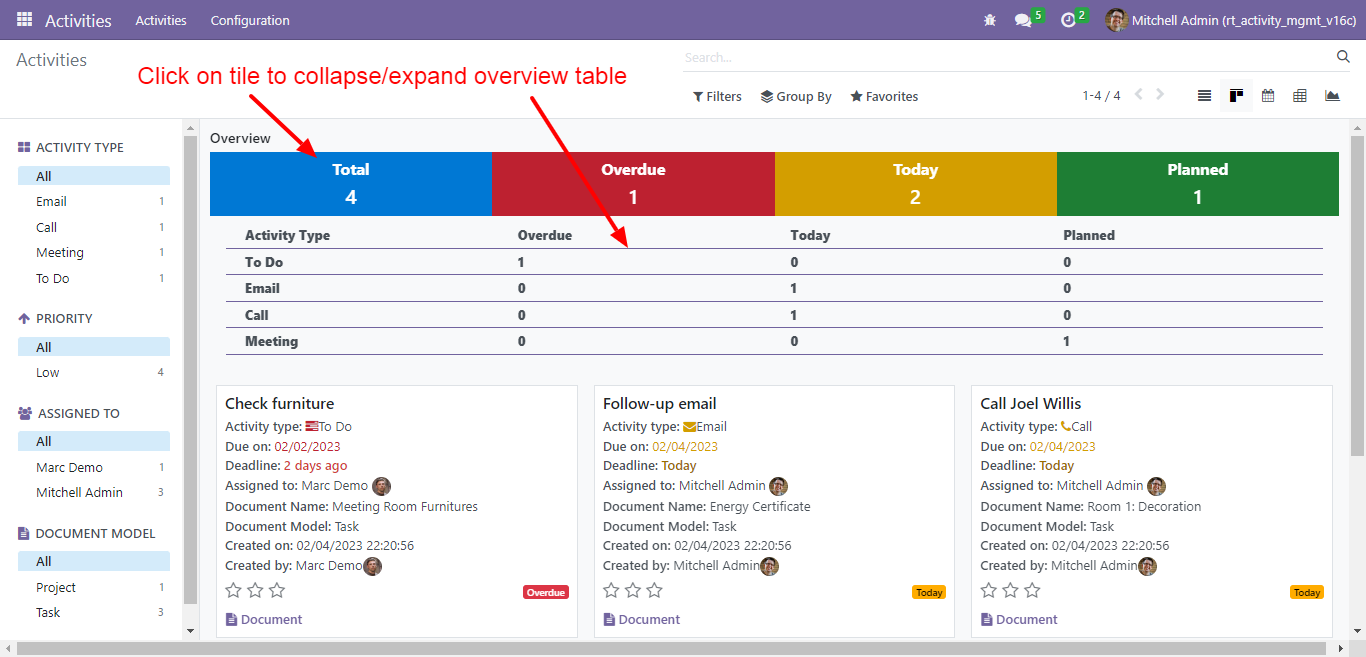 Activities Activities Configuration 5 2 Mitchell Admin (rt_activity_mgmt_v16c)
Activities
Search...
Click on tile to collapse/expand overview table
Filters Group By Favorites 1-4 / 4
ACTIVITY TYPE
All
Email 1
Call 1
Meeting 1
To Do 1
PRIORITY
All
Low 4
ASSIGNED TO
All
Marc Demo 1
Mitchell Admin 3
DOCUMENT MODEL
All
Project 1
Task 3
Overview
Total Overdue Today Planned
4 1 2 1
Activity Type Overdue Today Planned
To Do 1 0 0
Email 0 1 0
Call 0 1 0
Meeting 0 0 1
Check furniture
Activity type: To Do
Due on: 02/02/2023
Deadline: 2 days ago
Assigned to: Marc Demo
Document Name: Meeting Room Furnitures
Document Model: Task
Created on: 02/04/2023 22:20:56
Created by: Marc Demo
Overdue
Document
Follow-up email
Activity type: Email
Due on: 02/04/2023
Deadline: Today
Assigned to: Mitchell Admin
Document Name: Energy Certificate
Document Model: Task
Created on: 02/04/2023 22:20:56
Created by: Mitchell Admin
Today
Document
Call Joel Willis
Activity type: Call
Due on: 02/04/2023
Deadline: Today
Assigned to: Mitchell Admin
Document Name: Room 1: Decoration
Document Model: Task
Created on: 02/04/2023 22:20:56
Created by: Mitchell Admin
Today
Document